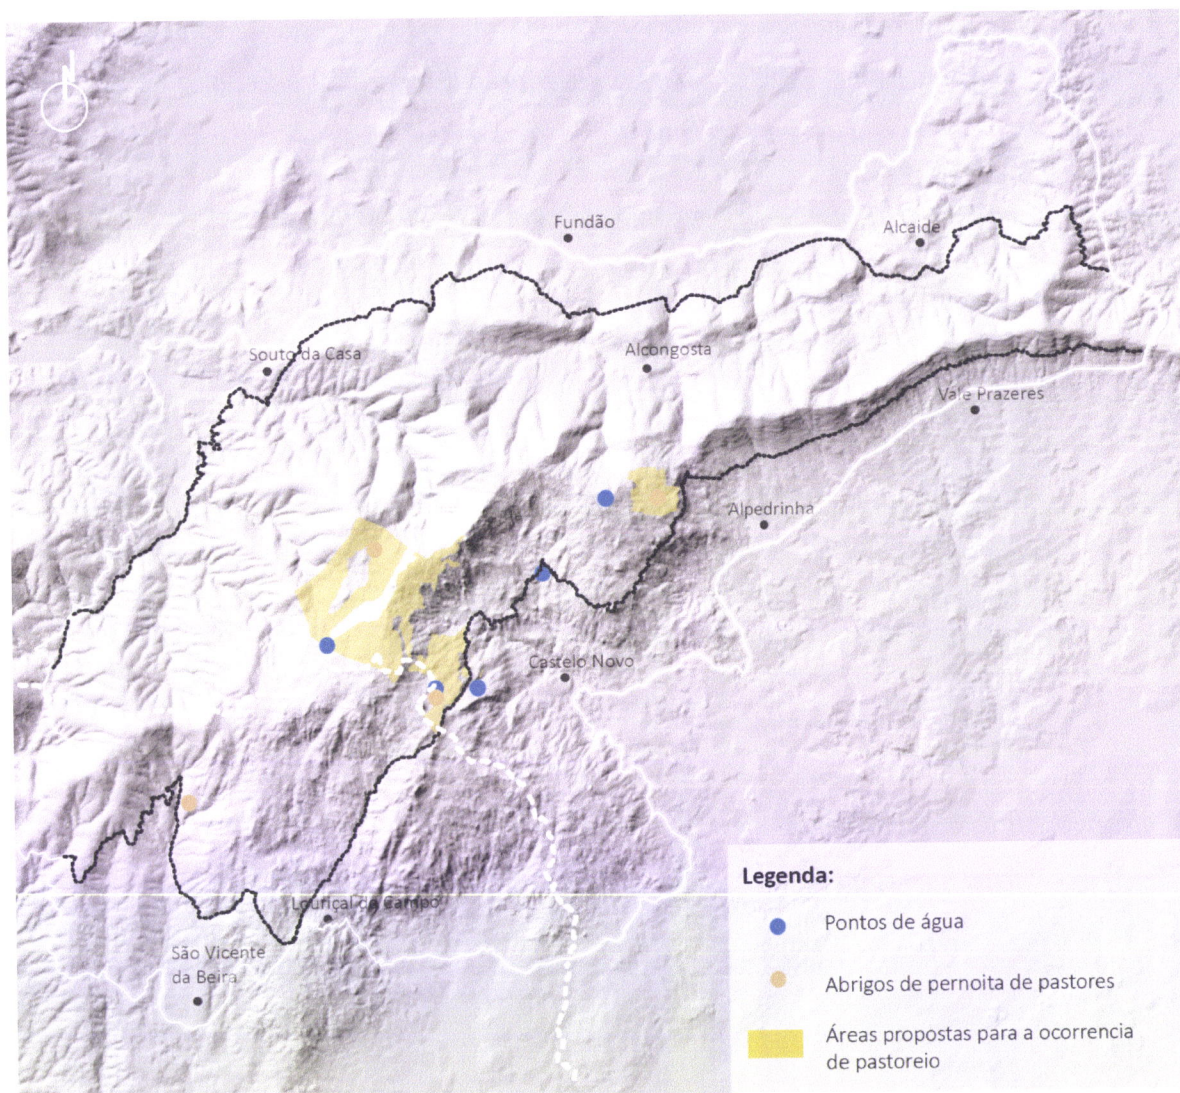 N
Fundão
Alcaide
Souto da Casa
Alcongosta
Vale Prazeres
Alpedrinha
Castelo Novo
Louriçal do Campo
São Vicente
da Beira
Legenda:
Pontos de água
Abrigos de pernoita de pastores
Áreas propostas para a ocorrencia
de pastoreio